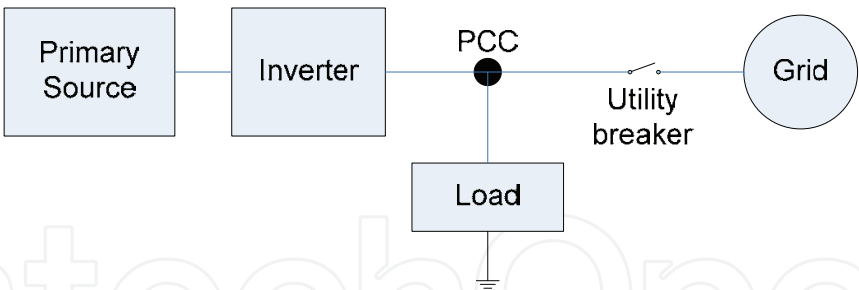 Primary
Source
Inverter
PCC
Utility
breaker
Grid
Load